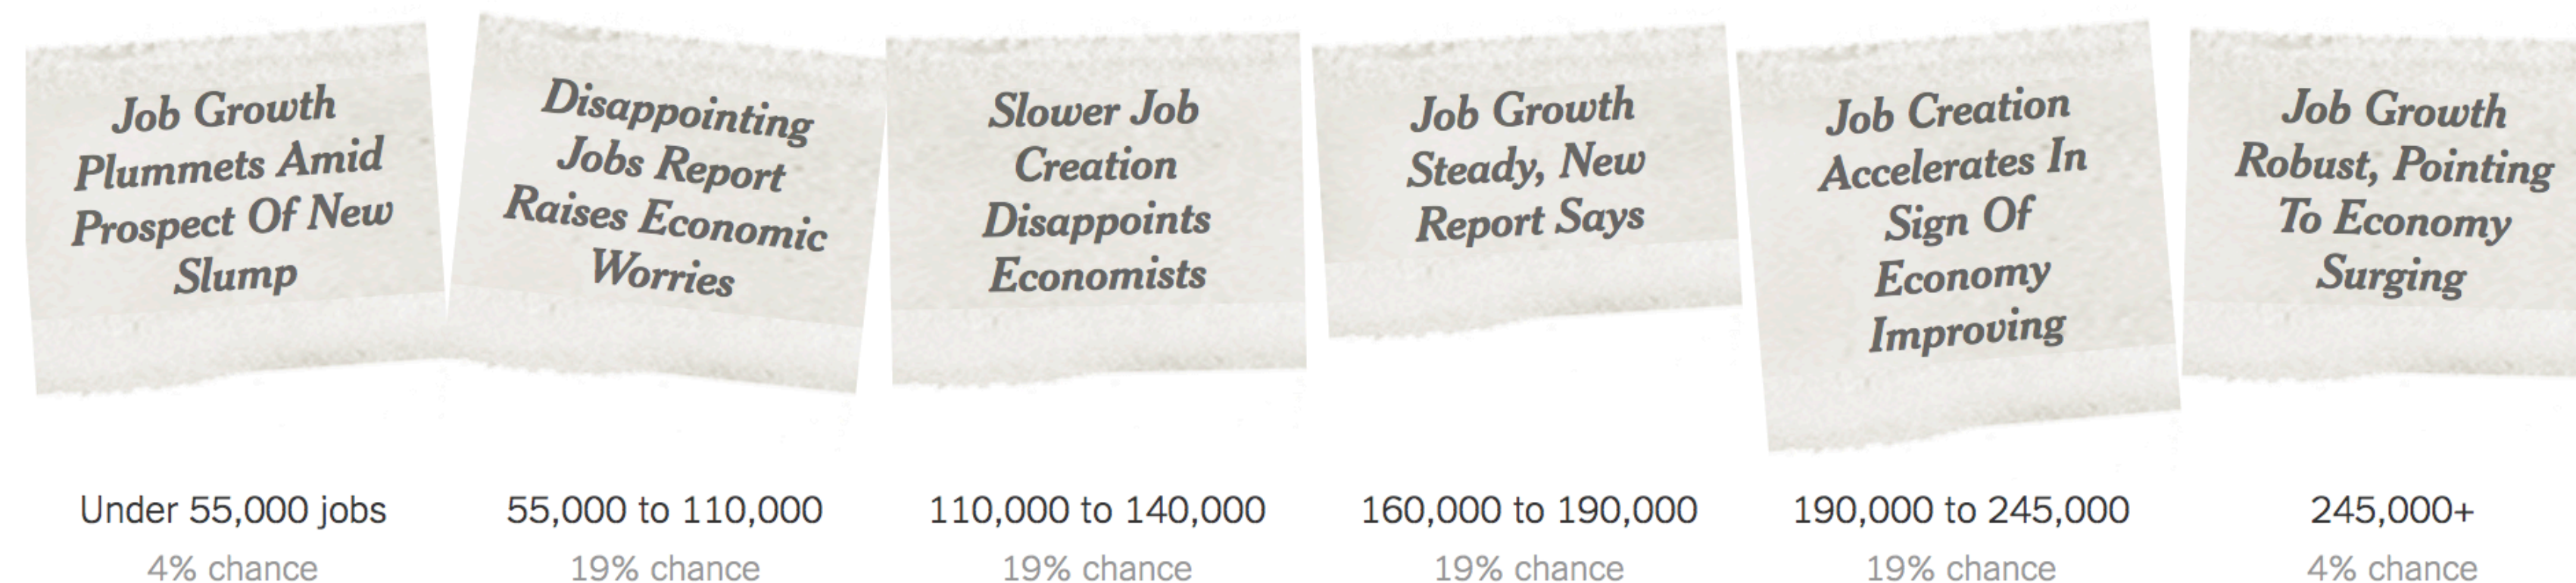 Job Growth
Plummets Amid
Prospect Of New
Slump
Disappointing
Jobs Report
Raises Economic
Worries
Slower Job
Creation
Disappoints
Economists
Job Growth
Steady, New
Report Says
Job Creation
Accelerates In
Sign Of
Economy
Improving
Job Growth
Robust, Pointing
To Economy
Surging
Under 55,000 jobs
55,000 to 110,000
110,000 to 140,000
160,000 to 190,000
190,000 to 245,000
245,000+
4% chance
19% chance
19% chance
19% chance
19% chance
4% chance